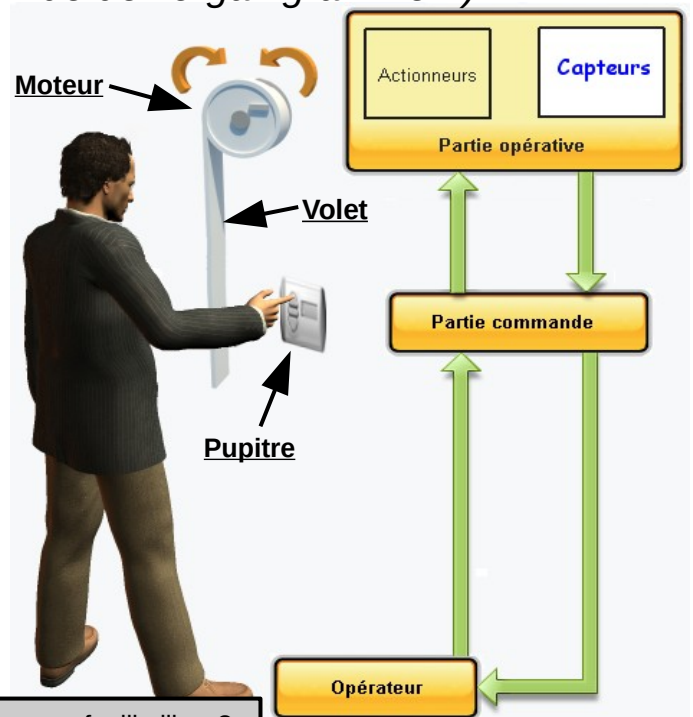 Moteur
Actionneurs
Capteurs
Partie opérative
Volet
Partie commande
Pupitre
Opérateur